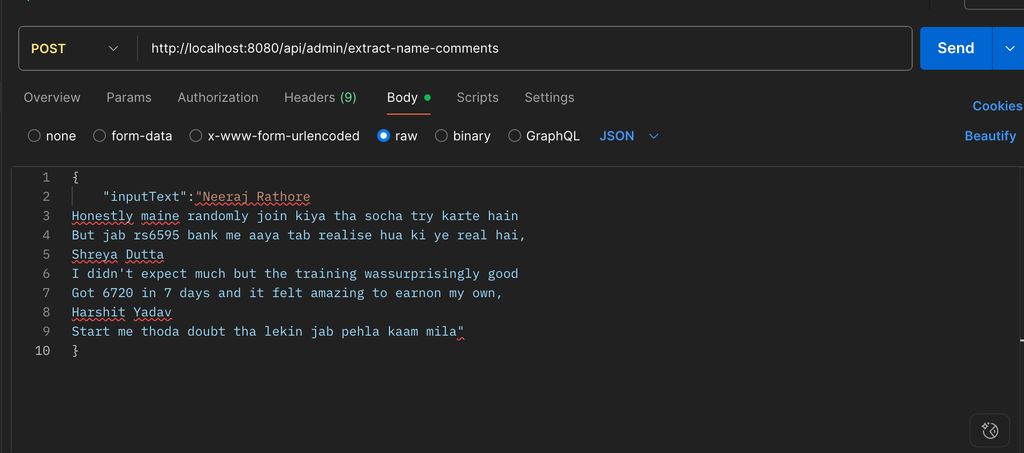 POST http://localhost:8080/api/admin/extract-name-comments Send
Overview Params Authorization Headers (9) Body Scripts Settings Cookies
none form-data x-www-form-urlencoded raw binary GraphQL JSON Beautify
1 {
2 "inputText":"Neeraj Rathore
3 Honestly maine randomly join kiya tha socha try karte hain
4 But jab rs6595 bank me aaya tab realise hua ki ye real hai,
5 Shreya Dutta
6 I didn't expect much but the training wassurprisingly good
7 Got 6720 in 7 days and it felt amazing to earnon my own,
8 Harshit Yadav
9 Start me thoda doubt tha lekin jab pehla kaam mila"
10 }